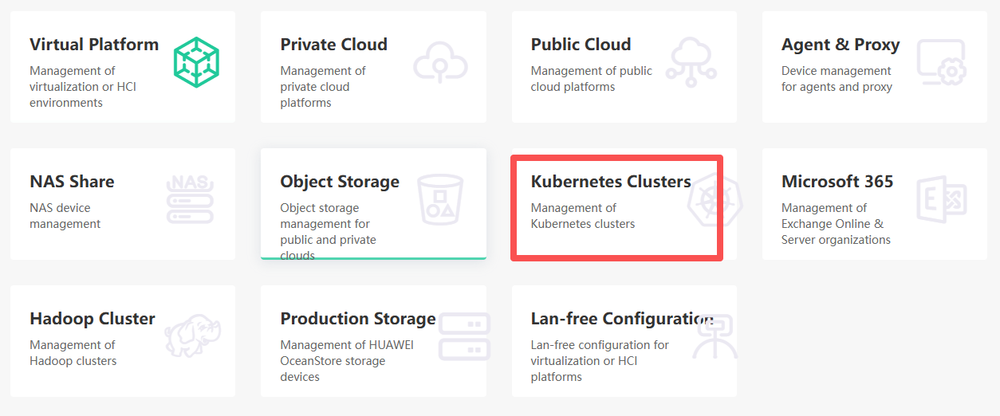 Virtual Platform
Management of
virtualization or HCI
environments
Private Cloud
Management of
private cloud
platforms
Public Cloud
Management of public
cloud platforms
Agent & Proxy
Device management
for agents and proxy
NAS Share
NAS device
management
NAS
Object Storage
Object storage
management for
public and private
clouds
Kubernetes Clusters
Management of
Kubernetes clusters
Microsoft 365
Management of
Exchange Online &
Server organizations
E
Hadoop Cluster
Management of
Hadoop clusters
Production Storage
Management of HUAWEI
OceanStore storage
devices
Lan-free Configuration
Lan-free configuration for
virtualization or HCI
platforms